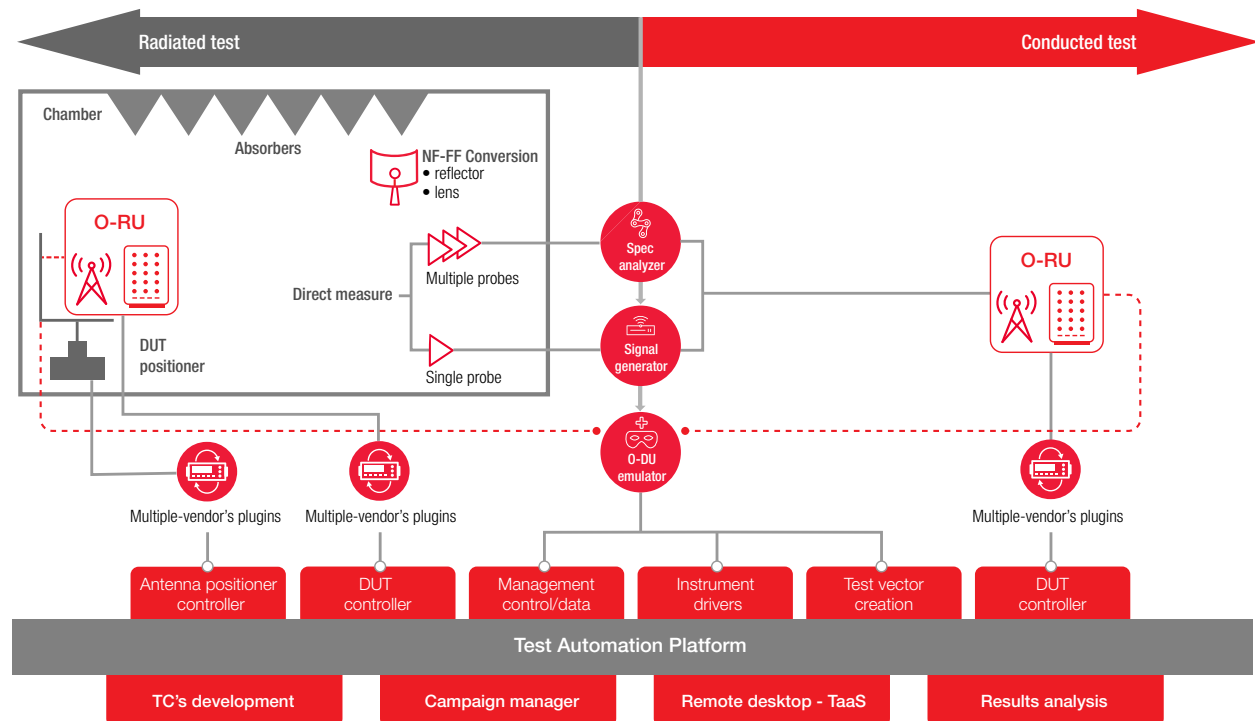 Radiated test
Conducted test
Chamber
Absorbers
NF-FF Conversion
• reflector
• lens
O-RU
Spec
analyzer
O-RU
Multiple probes
Direct measure
DUT
positioner
Signal
generator
Single probe
O-DU
emulator
Multiple-vendor's plugins
Multiple-vendor's plugins
Multiple-vendor's plugins
Antenna positioner
controller
DUT
controller
Management
control/data
Instrument
drivers
Test vector
creation
DUT
controller
Test Automation Platform
TC's development
Campaign manager
Remote desktop - TaaS
Results analysis